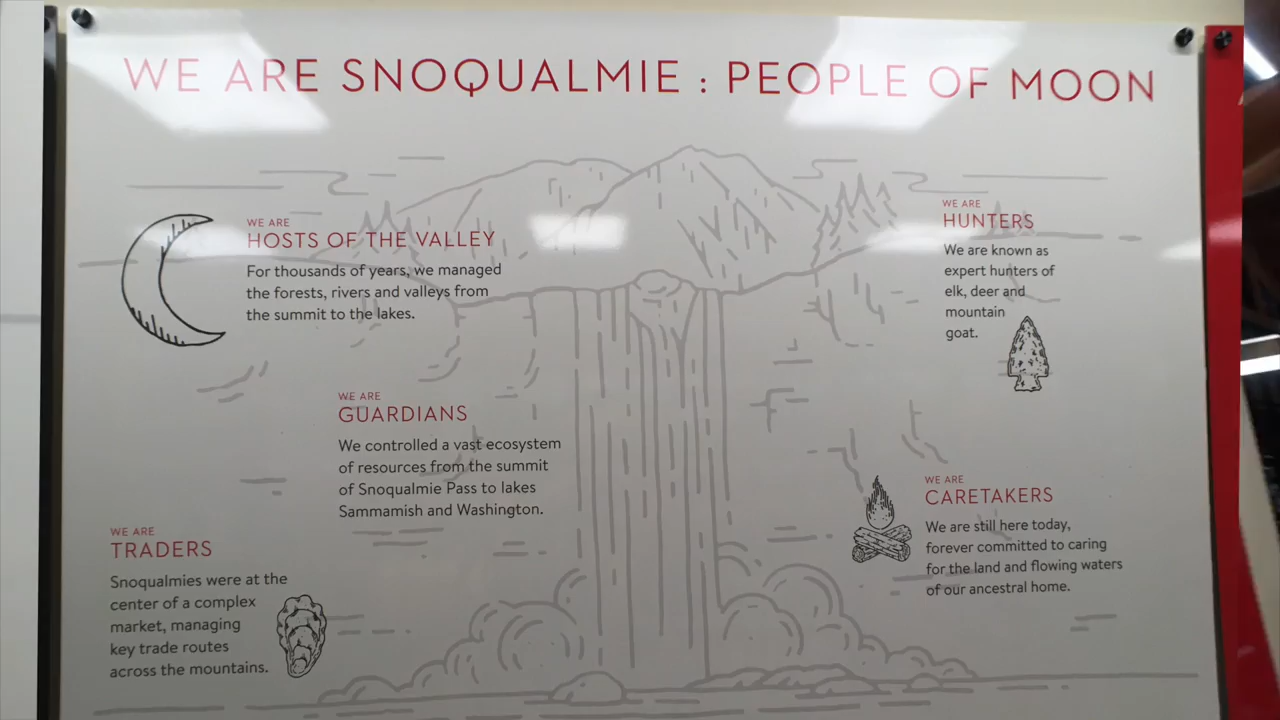 WE ARE SNOQUALMIE : PEOPLE OF MOON
WE ARE
HOSTS OF THE VALLEY
For thousands of years, we managed
the forests, rivers and valleys from
the summit to the lakes.
WE ARE
HUNTERS
We are known as
expert hunters of
elk, deer and
mountain
goat.
WE ARE
GUARDIANS
We controlled a vast ecosystem
of resources from the summit
of Snoqualmie Pass to lakes
Sammamish and Washington.
WE ARE
CARETAKERS
We are still here today,
forever committed to caring
for the land and flowing waters
of our ancestral home.
WE ARE
TRADERS
Snoqualmies were at the
center of a complex
market, managing
key trade routes
across the mountains.